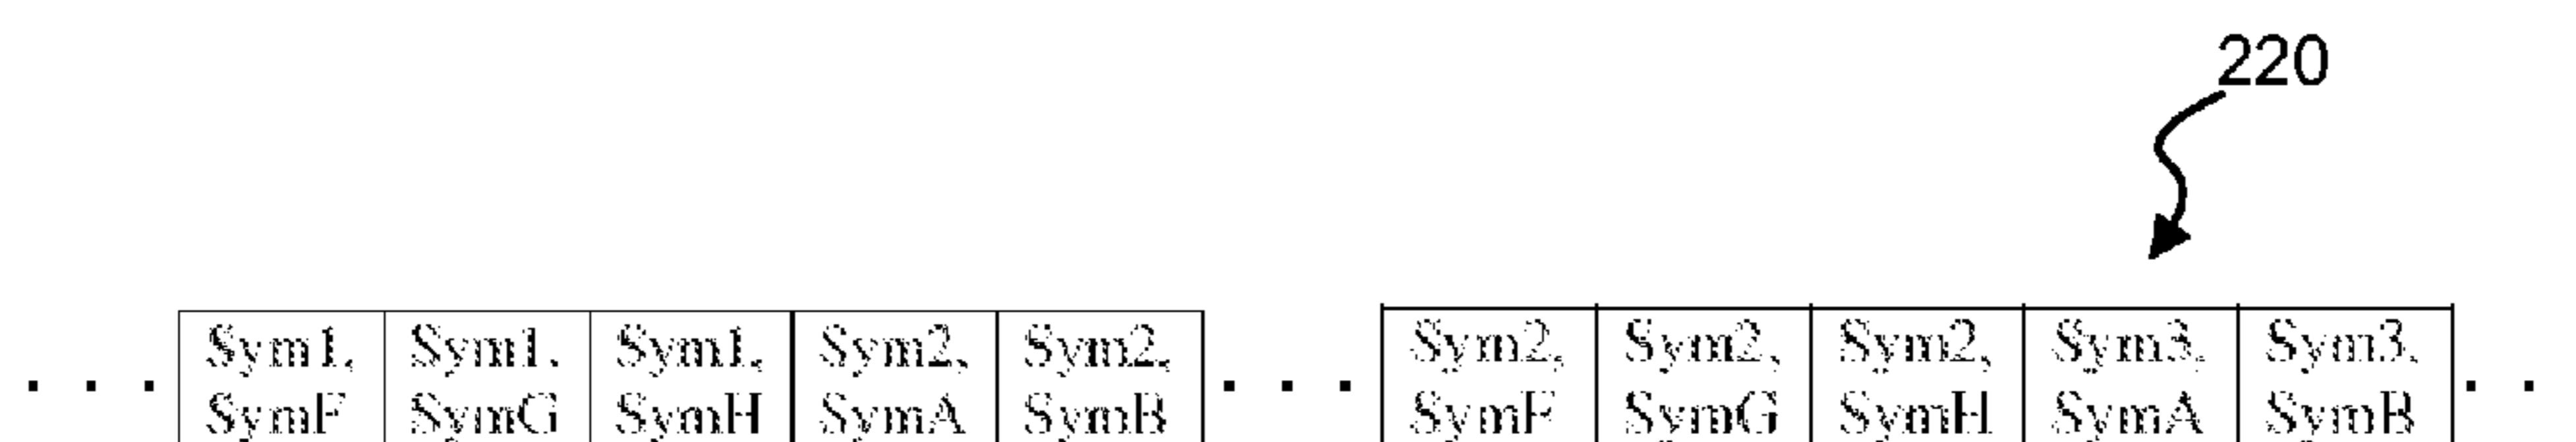 220
. . . Sym1, Sym1, Sym1, Sym2, Sym2, . . . Sym2, Sym2, Sym2, Sym3, Sym3, . .
SymF SymG SymH SymA SymB SymF SymG SymH SymA SymB